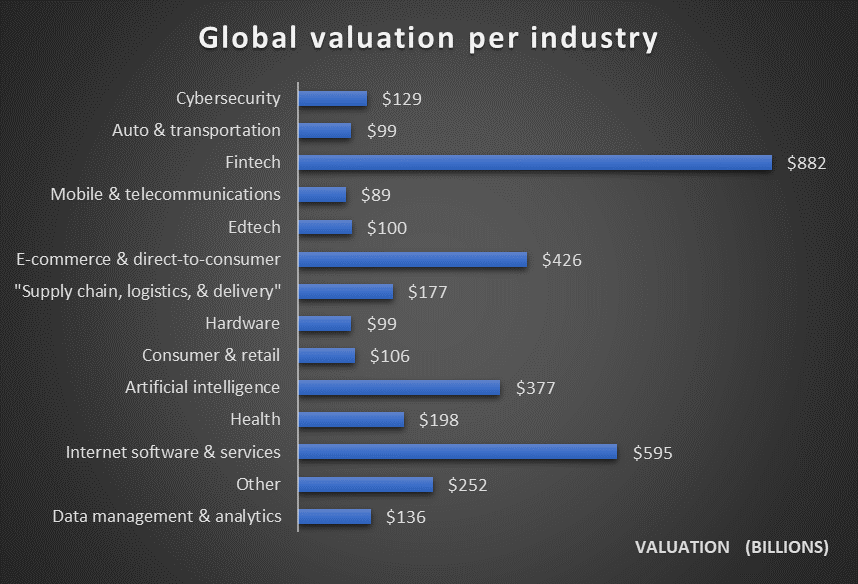 Global valuation per industry
Cybersecurity $129
Auto & transportation $99
Fintech $882
Mobile & telecommunications $89
Edtech $100
E-commerce & direct-to-consumer $426
"Supply chain, logistics, & delivery" $177
Hardware $99
Consumer & retail $106
Artificial intelligence $377
Health $198
Internet software & services $595
Other $252
Data management & analytics $136
VALUATION (BILLIONS)